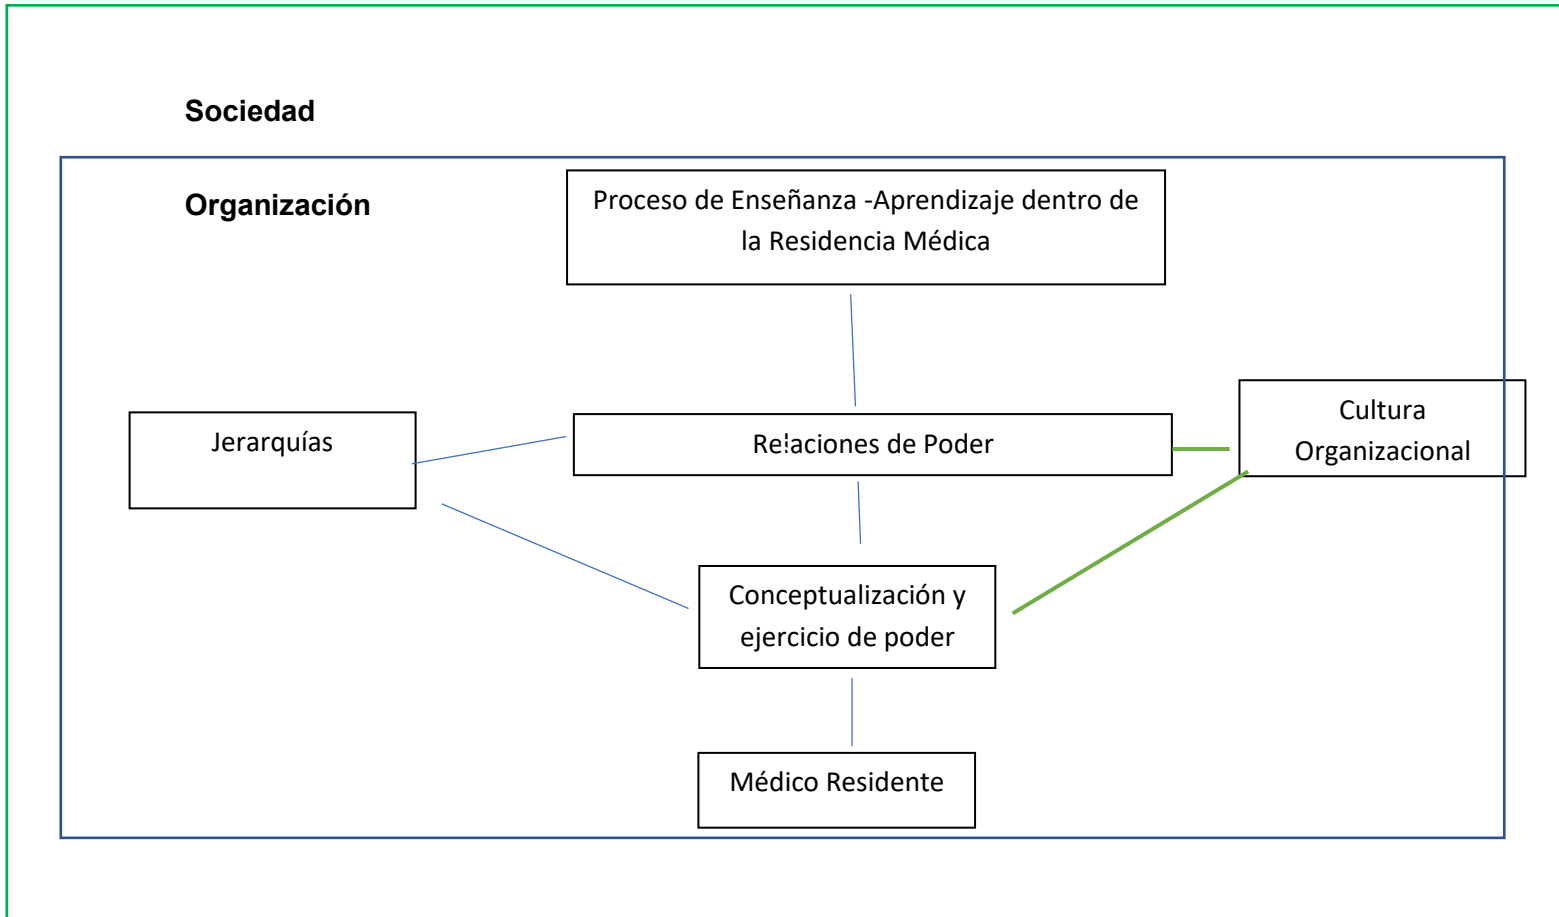 Sociedad
Organización
Proceso de Enseñanza -Aprendizaje dentro de
la Residencia Médica
Jerarquías
Relaciones de Poder
Cultura
Organizacional
Conceptualización y
ejercicio de poder
Médico Residente